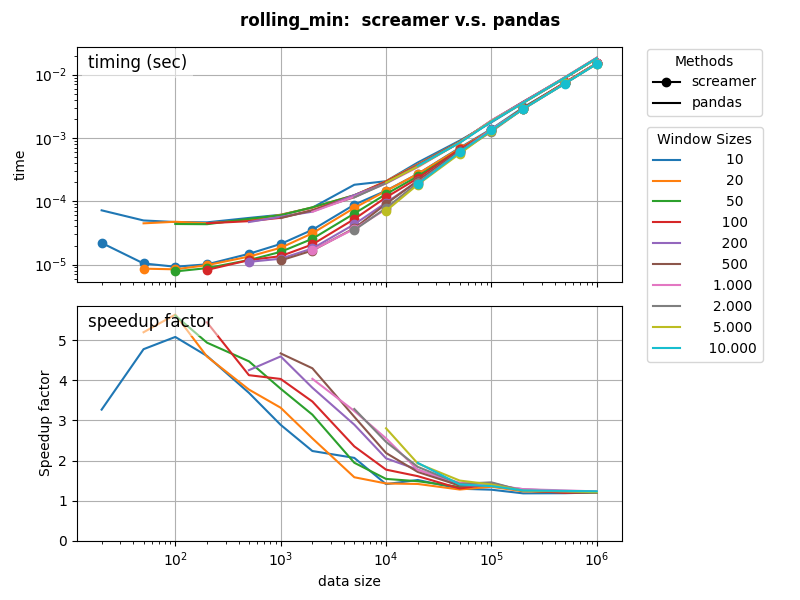 rolling_min:  screamer v.s. pandas
timing (sec)
10⁻²
10⁻³
10⁻⁴
10⁻⁵
time
Methods
screamer
pandas
Window Sizes
10
20
50
100
200
500
1.000
2.000
5.000
10.000
speedup factor
5
4
3
2
1
0
Speedup factor
10² 10³ 10⁴ 10⁵ 10⁶
data size